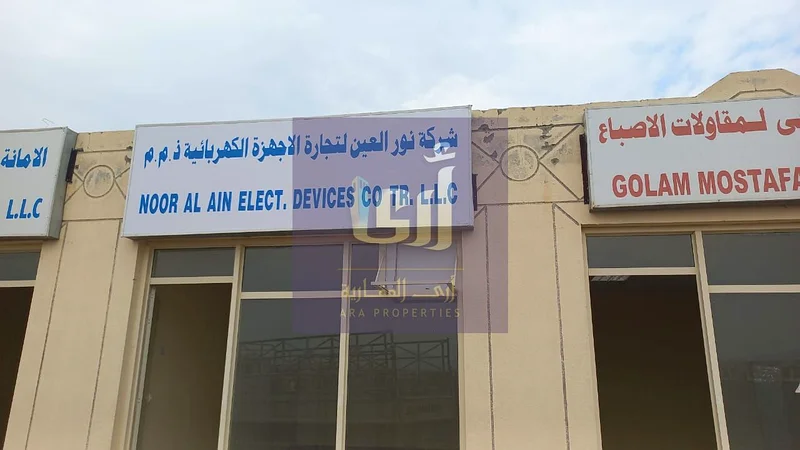 الامانة
L.L.C
شركة نور العين لتجارة الاجهزة الكهربائية ذ.م.م
NOOR AL AIN ELECT. DEVICES CO TR. L.L.C
لمقاولات الاصباغ
GOLAM MOSTAFA
أرى
أرى العقارية
ARA PROPERTIES